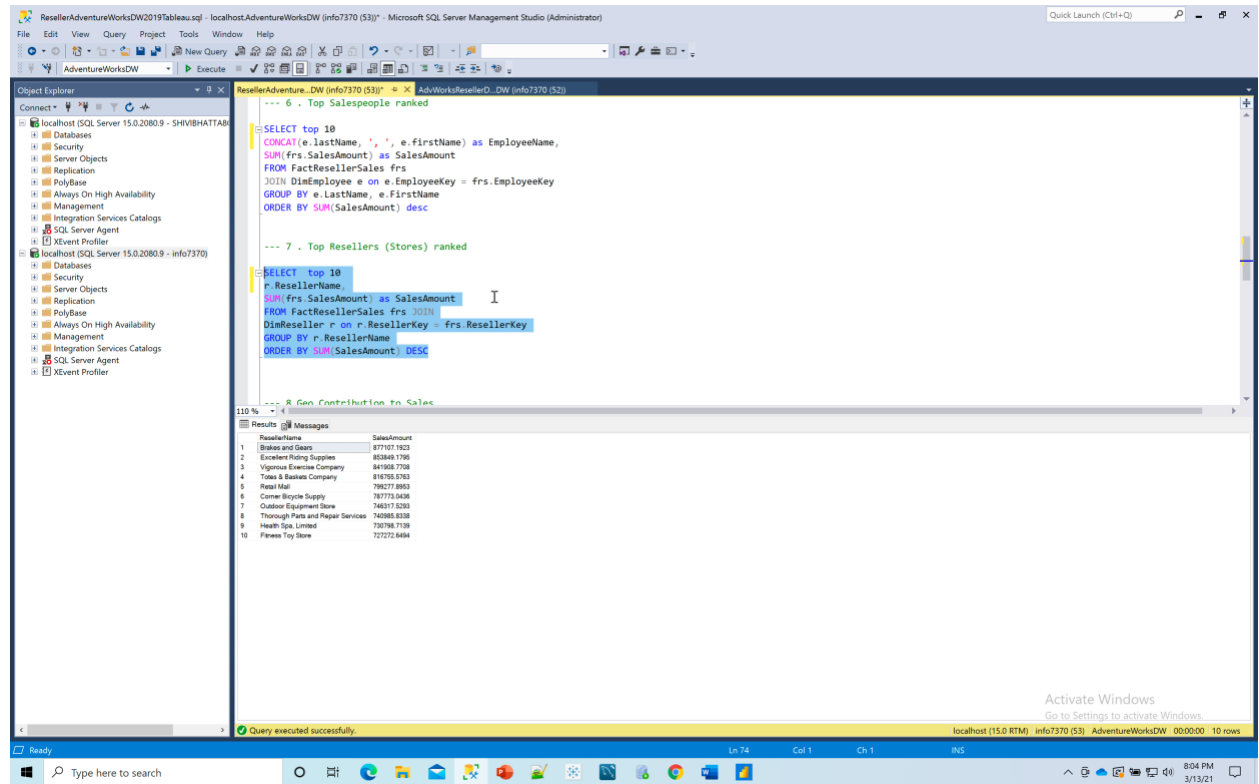 ResellerAdventureWorksDW2019Tableau.sql - localhost.AdventureWorksDW (info7370 (53))* - Microsoft SQL Server Management Studio (Administrator)
Quick Launch (Ctrl+Q)
File Edit View Query Project Tools Window Help
New Query
AdventureWorksDW
Execute
Object Explorer
ResellerAdventure...DW (info7370 (53))*
AdvWorksResellerD...DW (info7370 (52))
Connect
localhost (SQL Server 15.0.2080.9 - SHIVIBHATTA8
Databases
Security
Server Objects
Replication
PolyBase
Always On High Availability
Management
Integration Services Catalogs
SQL Server Agent
XEvent Profiler
localhost (SQL Server 15.0.2080.9 - info7370)
Databases
Security
Server Objects
Replication
PolyBase
Always On High Availability
Management
Integration Services Catalogs
SQL Server Agent
XEvent Profiler
--- 6 . Top Salespeople ranked
SELECT top 10
CONCAT(e.lastName, ', ', e.firstName) as EmployeeName,
SUM(frs.SalesAmount) as SalesAmount
FROM FactResellerSales frs
JOIN DimEmployee e on e.EmployeeKey = frs.EmployeeKey
GROUP BY e.LastName, e.FirstName
ORDER BY SUM(SalesAmount) desc
--- 7 . Top Resellers (Stores) ranked
SELECT top 10
r.ResellerName,
SUM(frs.SalesAmount) as SalesAmount
FROM FactResellerSales frs JOIN
DimReseller r on r.ResellerKey = frs.ResellerKey
GROUP BY r.ResellerName
ORDER BY SUM(SalesAmount) DESC
--- 8 Geo Contribution to Sales
110 %
Results Messages
ResellerName SalesAmount
1 Brakes and Gears 877107.1923
2 Excellent Riding Supplies 853849.1795
3 Vigorous Exercise Company 841908.7708
4 Totes & Baskets Company 816755.5763
5 Retail Mall 799277.8953
6 Corner Bicycle Supply 787773.0436
7 Outdoor Equipment Store 746317.5293
8 Thorough Parts and Repair Services 740985.8338
9 Health Spa, Limited 730798.7139
10 Fitness Toy Store 727272.6494
Activate Windows
Go to Settings to activate Windows.
Query executed successfully.
localhost (15.0 RTM) info7370 (53) AdventureWorksDW 00:00:00 10 rows
Ready
Ln 74 Col 1 Ch 1 INS
Type here to search
8:04 PM
3/13/21